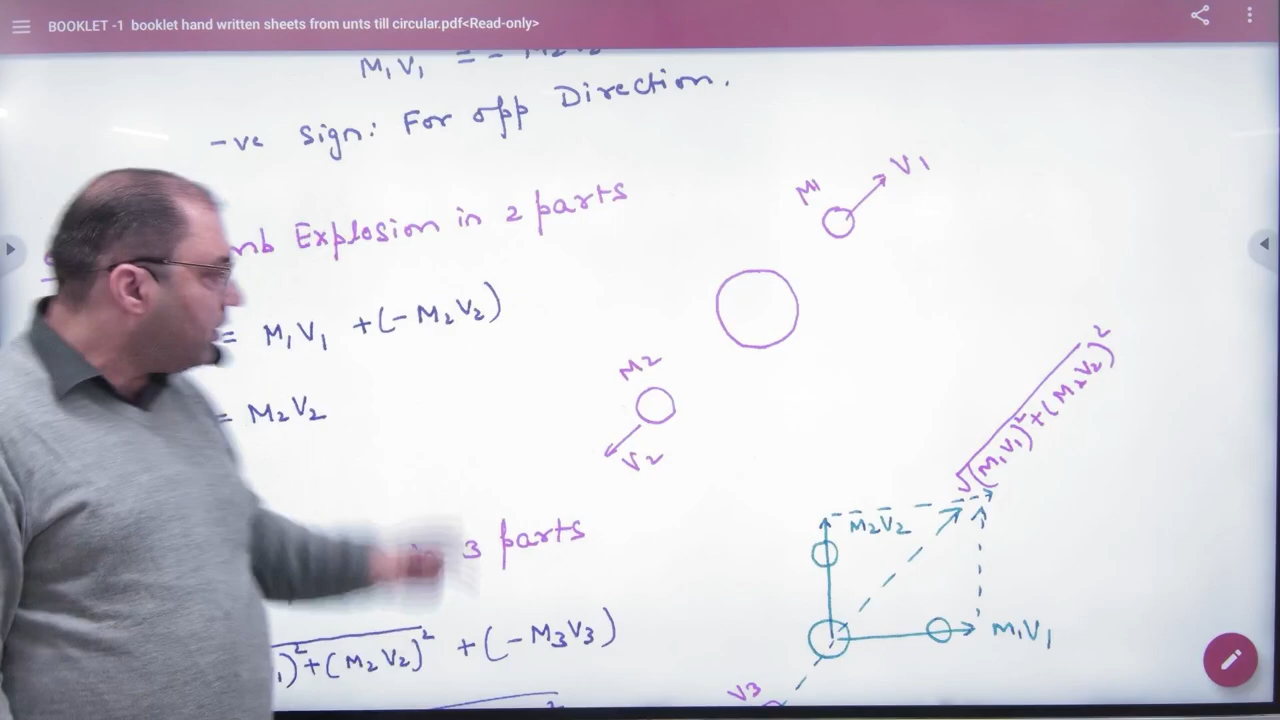 BOOKLET -1 booklet hand written sheets from unts till circular.pdf<Read-only>
M₁V₁ = -
-ve Sign: For opp Direction.
Explosion in 2 parts
= M₁V₁ +(-M₂V₂)
= M₂V₂
in 3 parts
)²+(M₂V₂)² +(-M₃V₃)
M1 V1
M2
V2
√(M₁V₁)²+(M₂V₂)²
M₂V₂
M₁V₁
V3